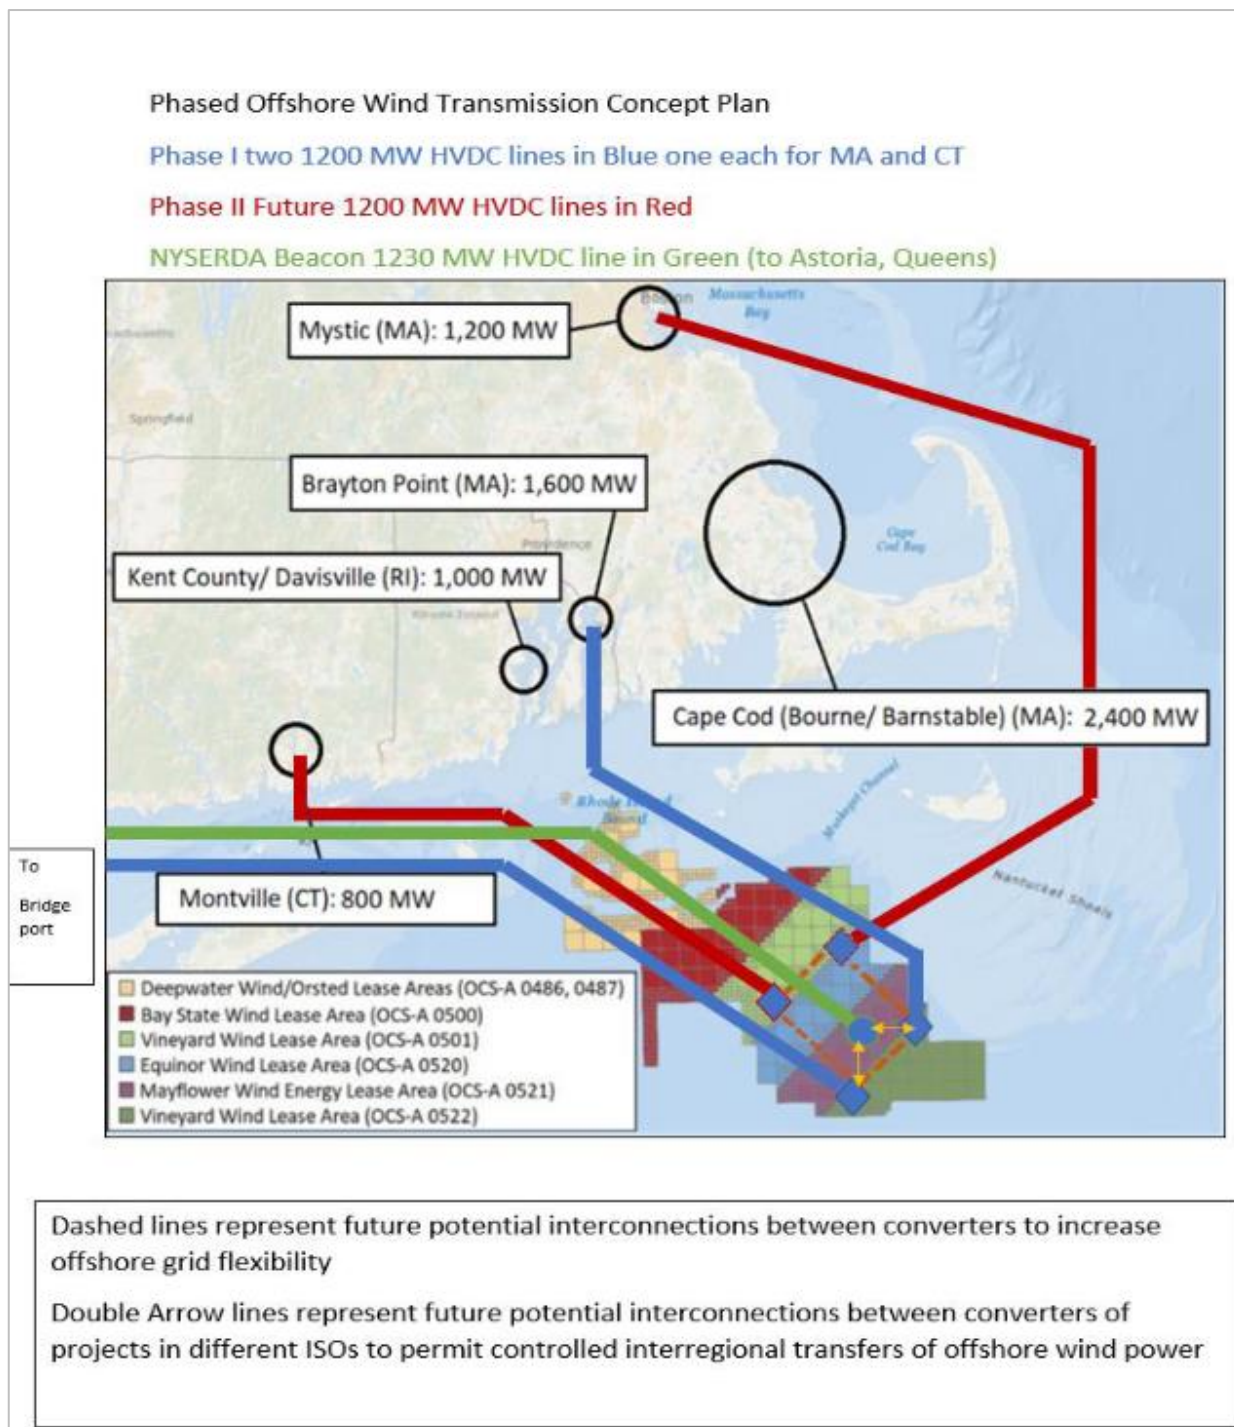 Phased Offshore Wind Transmission Concept Plan
Phase I two 1200 MW HVDC lines in Blue one each for MA and CT
Phase II Future 1200 MW HVDC lines in Red
NYSERDA Beacon 1230 MW HVDC line in Green (to Astoria, Queens)
Massachusetts
Bay
Mystic (MA): 1,200 MW
Springfield
Brayton Point (MA): 1,600 MW
Providence
Cape
Cod Bay
Kent County/ Davisville (RI): 1,000 MW
Cape Cod (Bourne/ Barnstable) (MA): 2,400 MW
Rhode Island
Sound
Muskeget Channel
To
Bridge
port
Montville (CT): 800 MW
Nantucket Shoals
Deepwater Wind/Orsted Lease Areas (OCS-A 0486, 0487)
Bay State Wind Lease Area (OCS-A 0500)
Vineyard Wind Lease Area (OCS-A 0501)
Equinor Wind Lease Area (OCS-A 0520)
Mayflower Wind Energy Lease Area (OCS-A 0521)
Vineyard Wind Lease Area (OCS-A 0522)
Dashed lines represent future potential interconnections between converters to increase
offshore grid flexibility
Double Arrow lines represent future potential interconnections between converters of
projects in different ISOs to permit controlled interregional transfers of offshore wind power